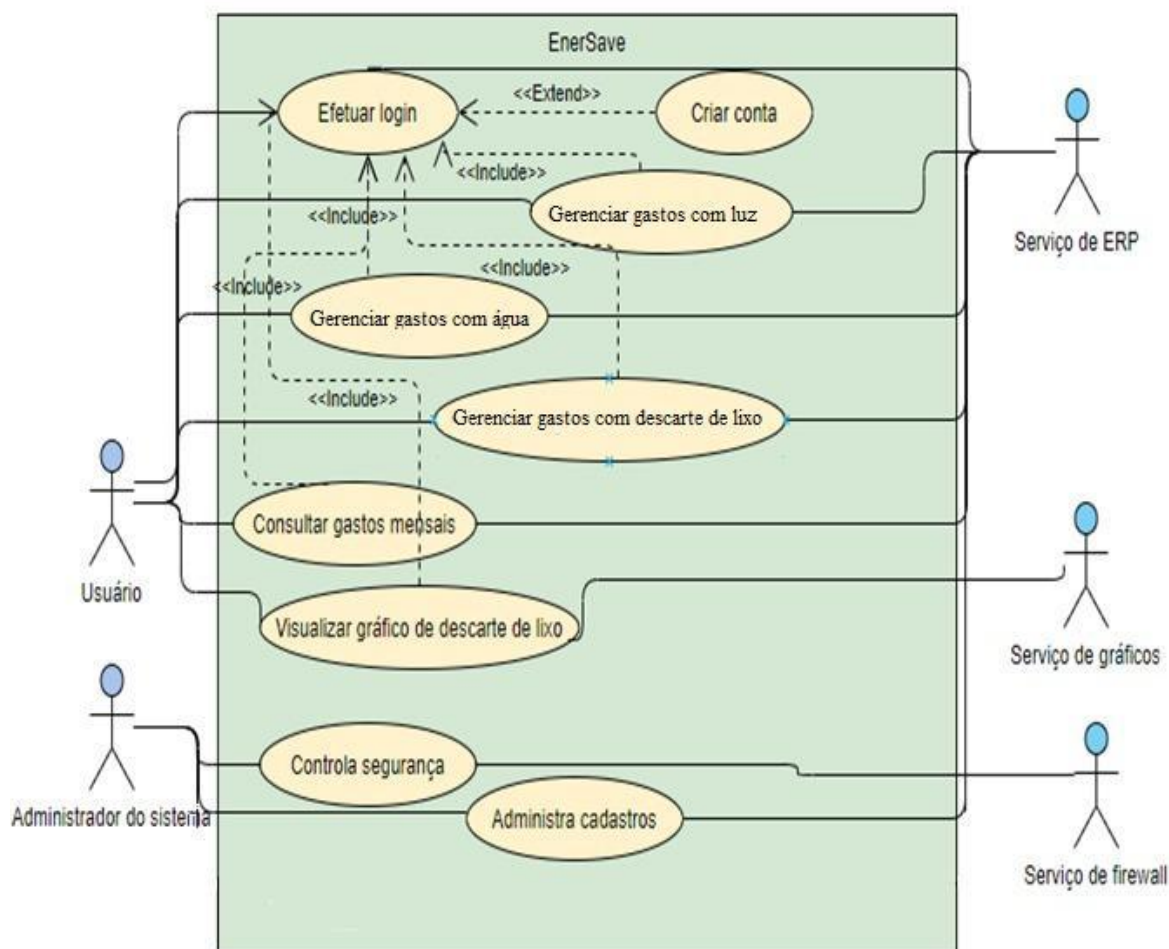 EnerSave
Efetuar login
<<Extend>>
Criar conta
<<Include>>
Gerenciar gastos com luz
<<Include>>
Serviço de ERP
<<Include>>
<<Include>>
Gerenciar gastos com água
<<Include>>
Gerenciar gastos com descarte de lixo
Consultar gastos mensais
Usuário
Visualizar gráfico de descarte de lixo
Serviço de gráficos
Controla segurança
Administrador do sistema
Administra cadastros
Serviço de firewall